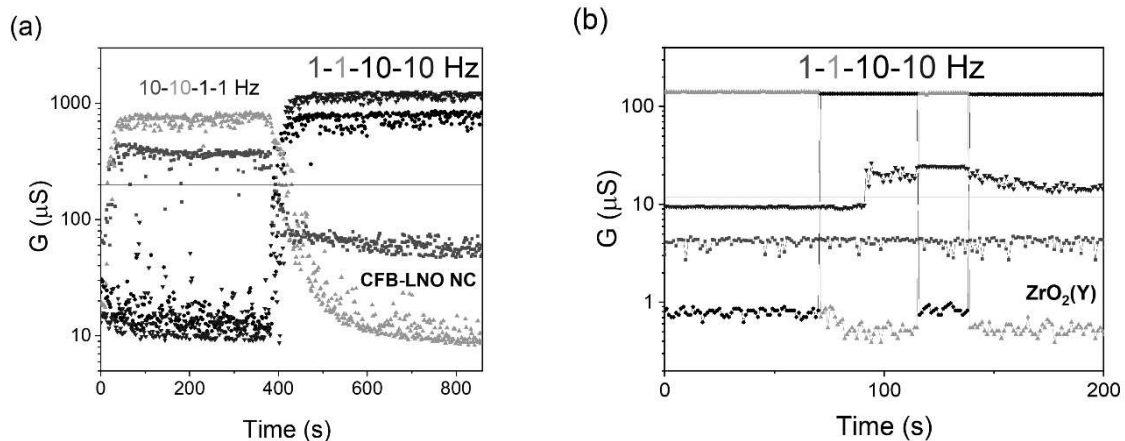 (a)
10-10-1-1 Hz
1-1-10-10 Hz
1000
100
10
G (µS)
CFB-LNO NC
0
200
400
600
800
Time (s)
(b)
1-1-10-10 Hz
100
10
1
G (µS)
ZrO₂(Y)
0
100
200
Time (s)